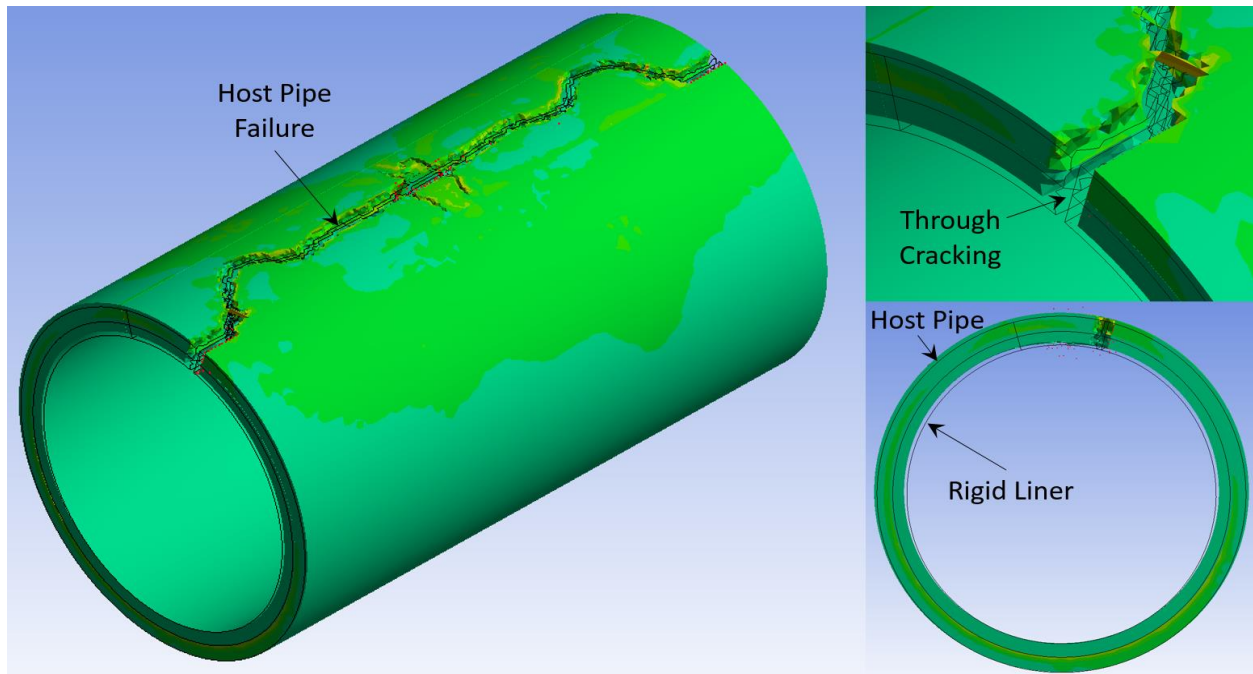 Host Pipe
Failure
Through
Cracking
Host Pipe
Rigid Liner